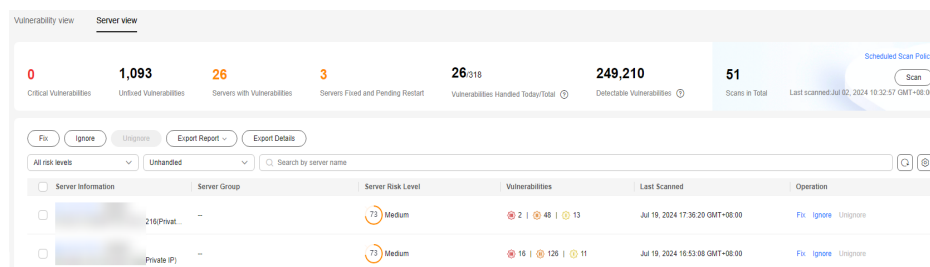 Vulnerability view Server view
Scheduled Scan Polic
0 1,093 26 3 26/318 249,210 51 Scan
Critical Vulnerabilities Unfixed Vulnerabilities Servers with Vulnerabilities Servers Fixed and Pending Restart Vulnerabilities Handled Today/Total Detectable Vulnerabilities Scans in Total Last scanned:Jul 02, 2024 10:32:57 GMT+08:0
Fix Ignore Unignore Export Report Export Details
All risk levels Unhandled Search by server name
Server Information Server Group Server Risk Level Vulnerabilities Last Scanned Operation
216(Privat... -- 73 Medium 2 | 48 | 13 Jul 19, 2024 17:36:20 GMT+08:00 Fix Ignore Unignore
Private IP) -- 73 Medium 16 | 126 | 11 Jul 19, 2024 16:53:08 GMT+08:00 Fix Ignore Unignore